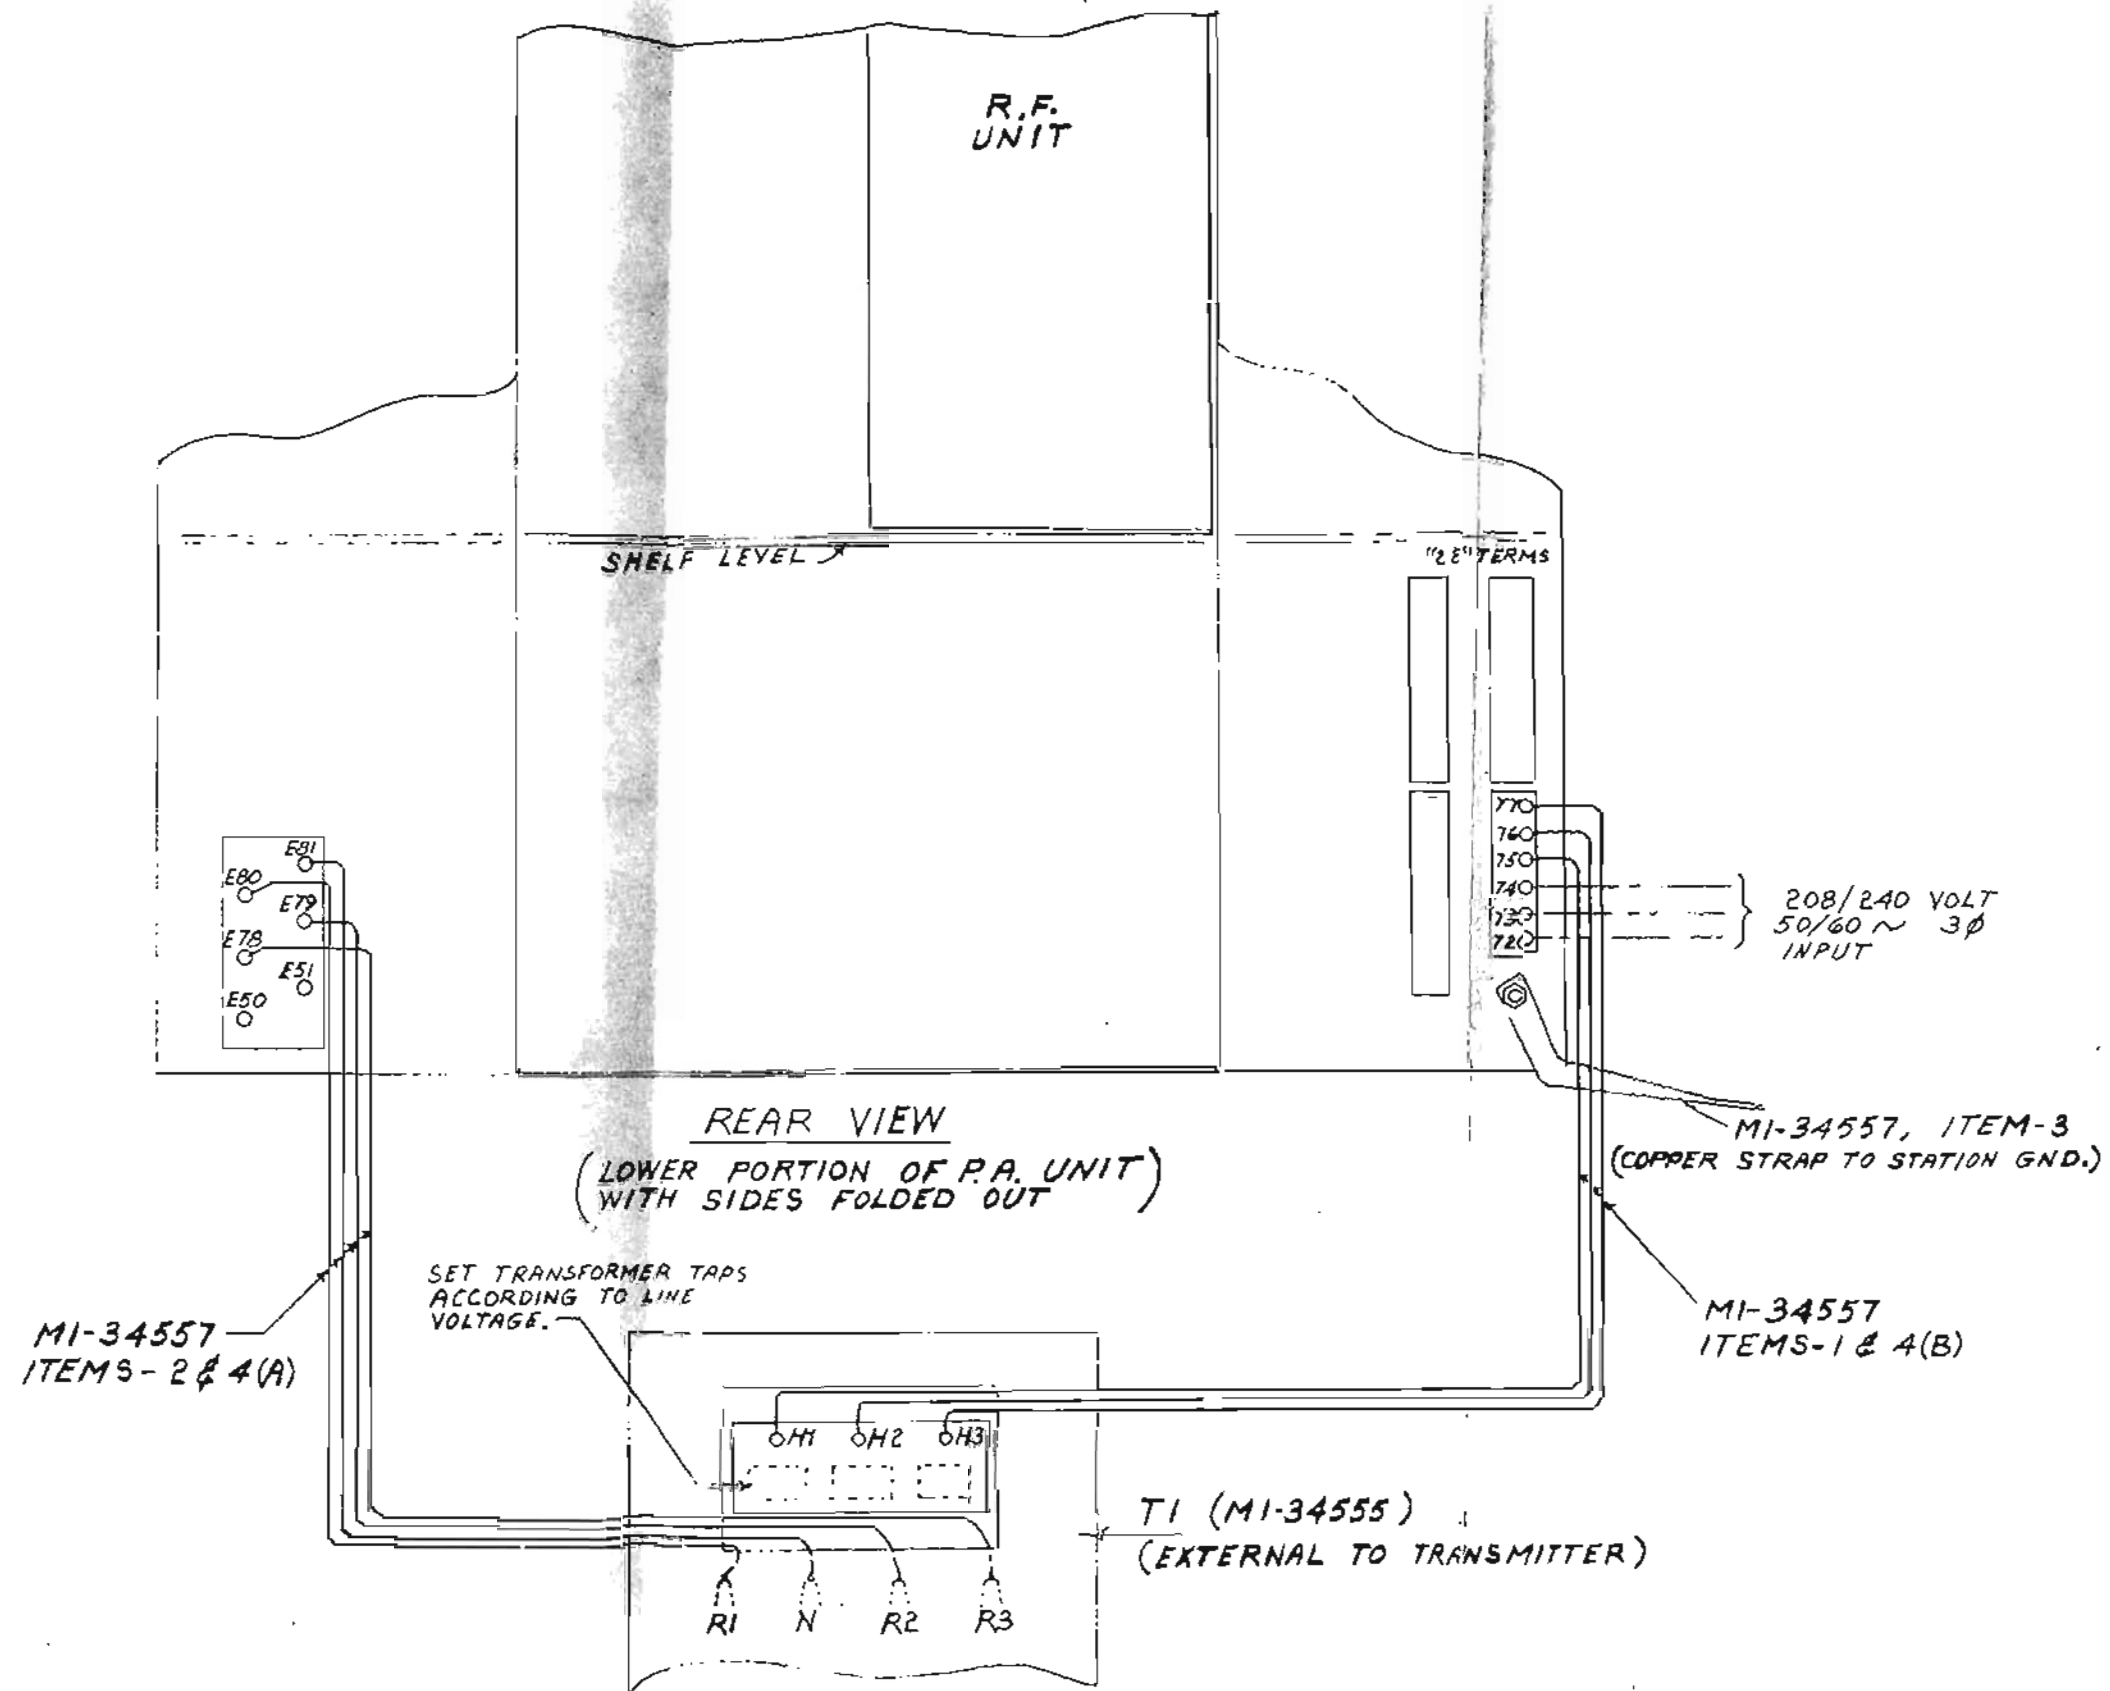 R.F.
UNIT
SHELF LEVEL
"2E" TERMS
77
76
75
74
73
72
208/240 VOLT
50/60 ~ 3ø
INPUT
E81
E80
E79
E78
E51
E50
REAR VIEW
(LOWER PORTION OF P.A. UNIT
WITH SIDES FOLDED OUT)
MI-34557, ITEM-3
(COPPER STRAP TO STATION GND.)
SET TRANSFORMER TAPS
ACCORDING TO LINE
VOLTAGE.
MI-34557
ITEMS-2 & 4(A)
MI-34557
ITEMS-1 & 4(B)
H1 H2 H3
T1 (MI-34555)
(EXTERNAL TO TRANSMITTER)
R1 N R2 R3